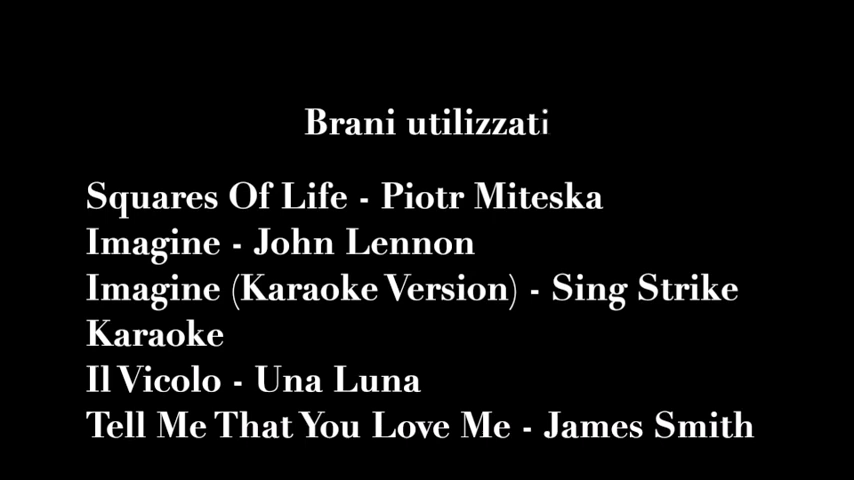 Brani utilizzati
Squares Of Life - Piotr Miteska
Imagine - John Lennon
Imagine (Karaoke Version) - Sing Strike
Karaoke
Il Vicolo - Una Luna
Tell Me That You Love Me - James Smith